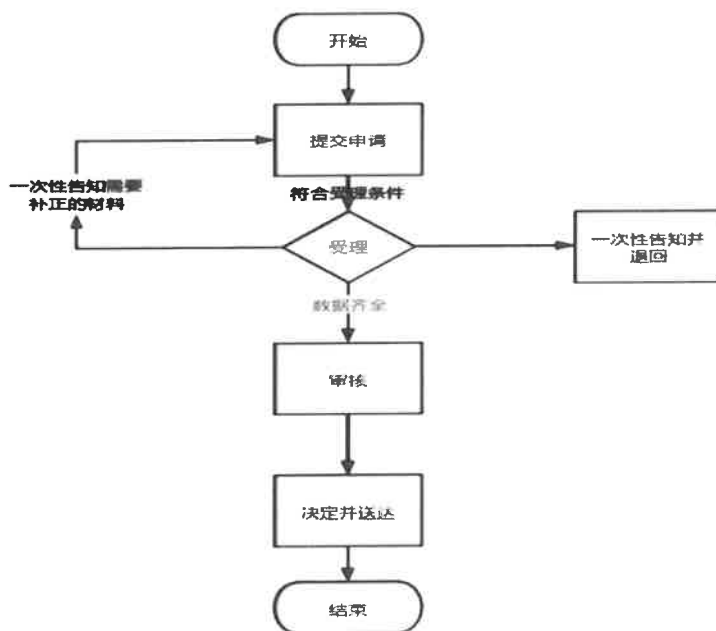 开始
提交申请
一次性告知需要
补正的材料
符合受理条件
受理
一次性告知并
退回
数据齐全
审核
决定并送达
结束